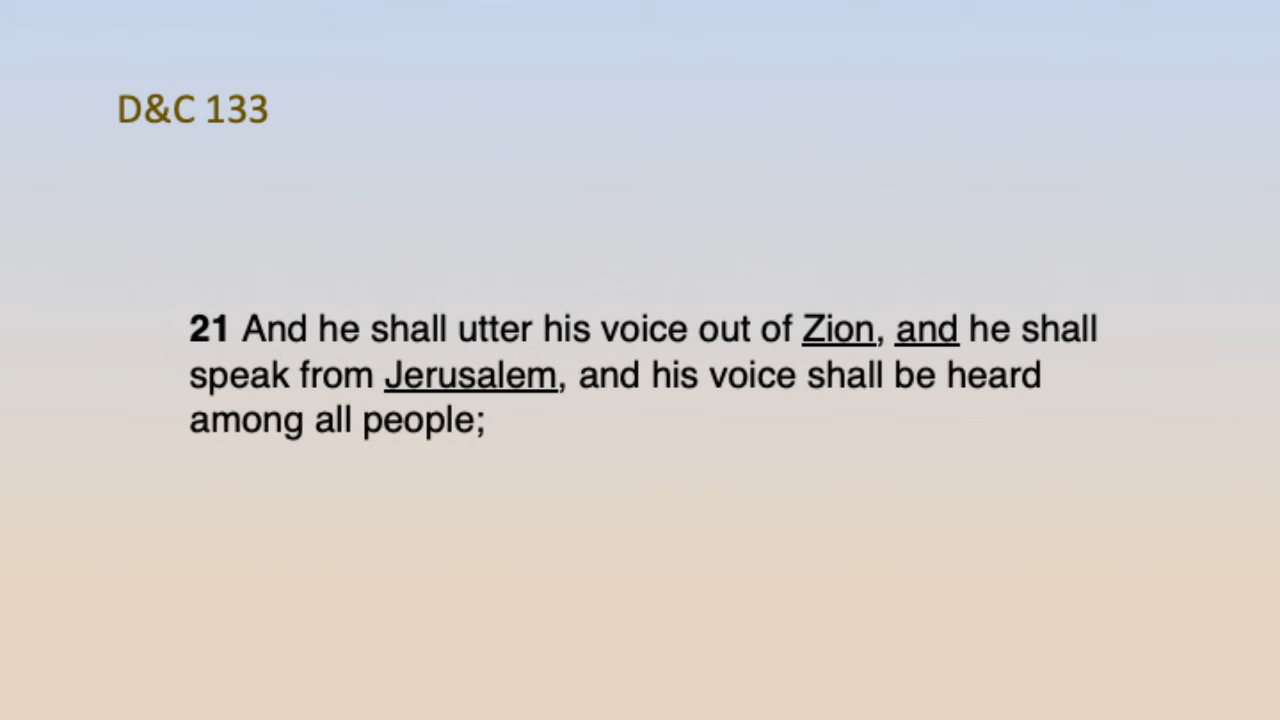 D&C 133
21 And he shall utter his voice out of Zion, and he shall
speak from Jerusalem, and his voice shall be heard
among all people;